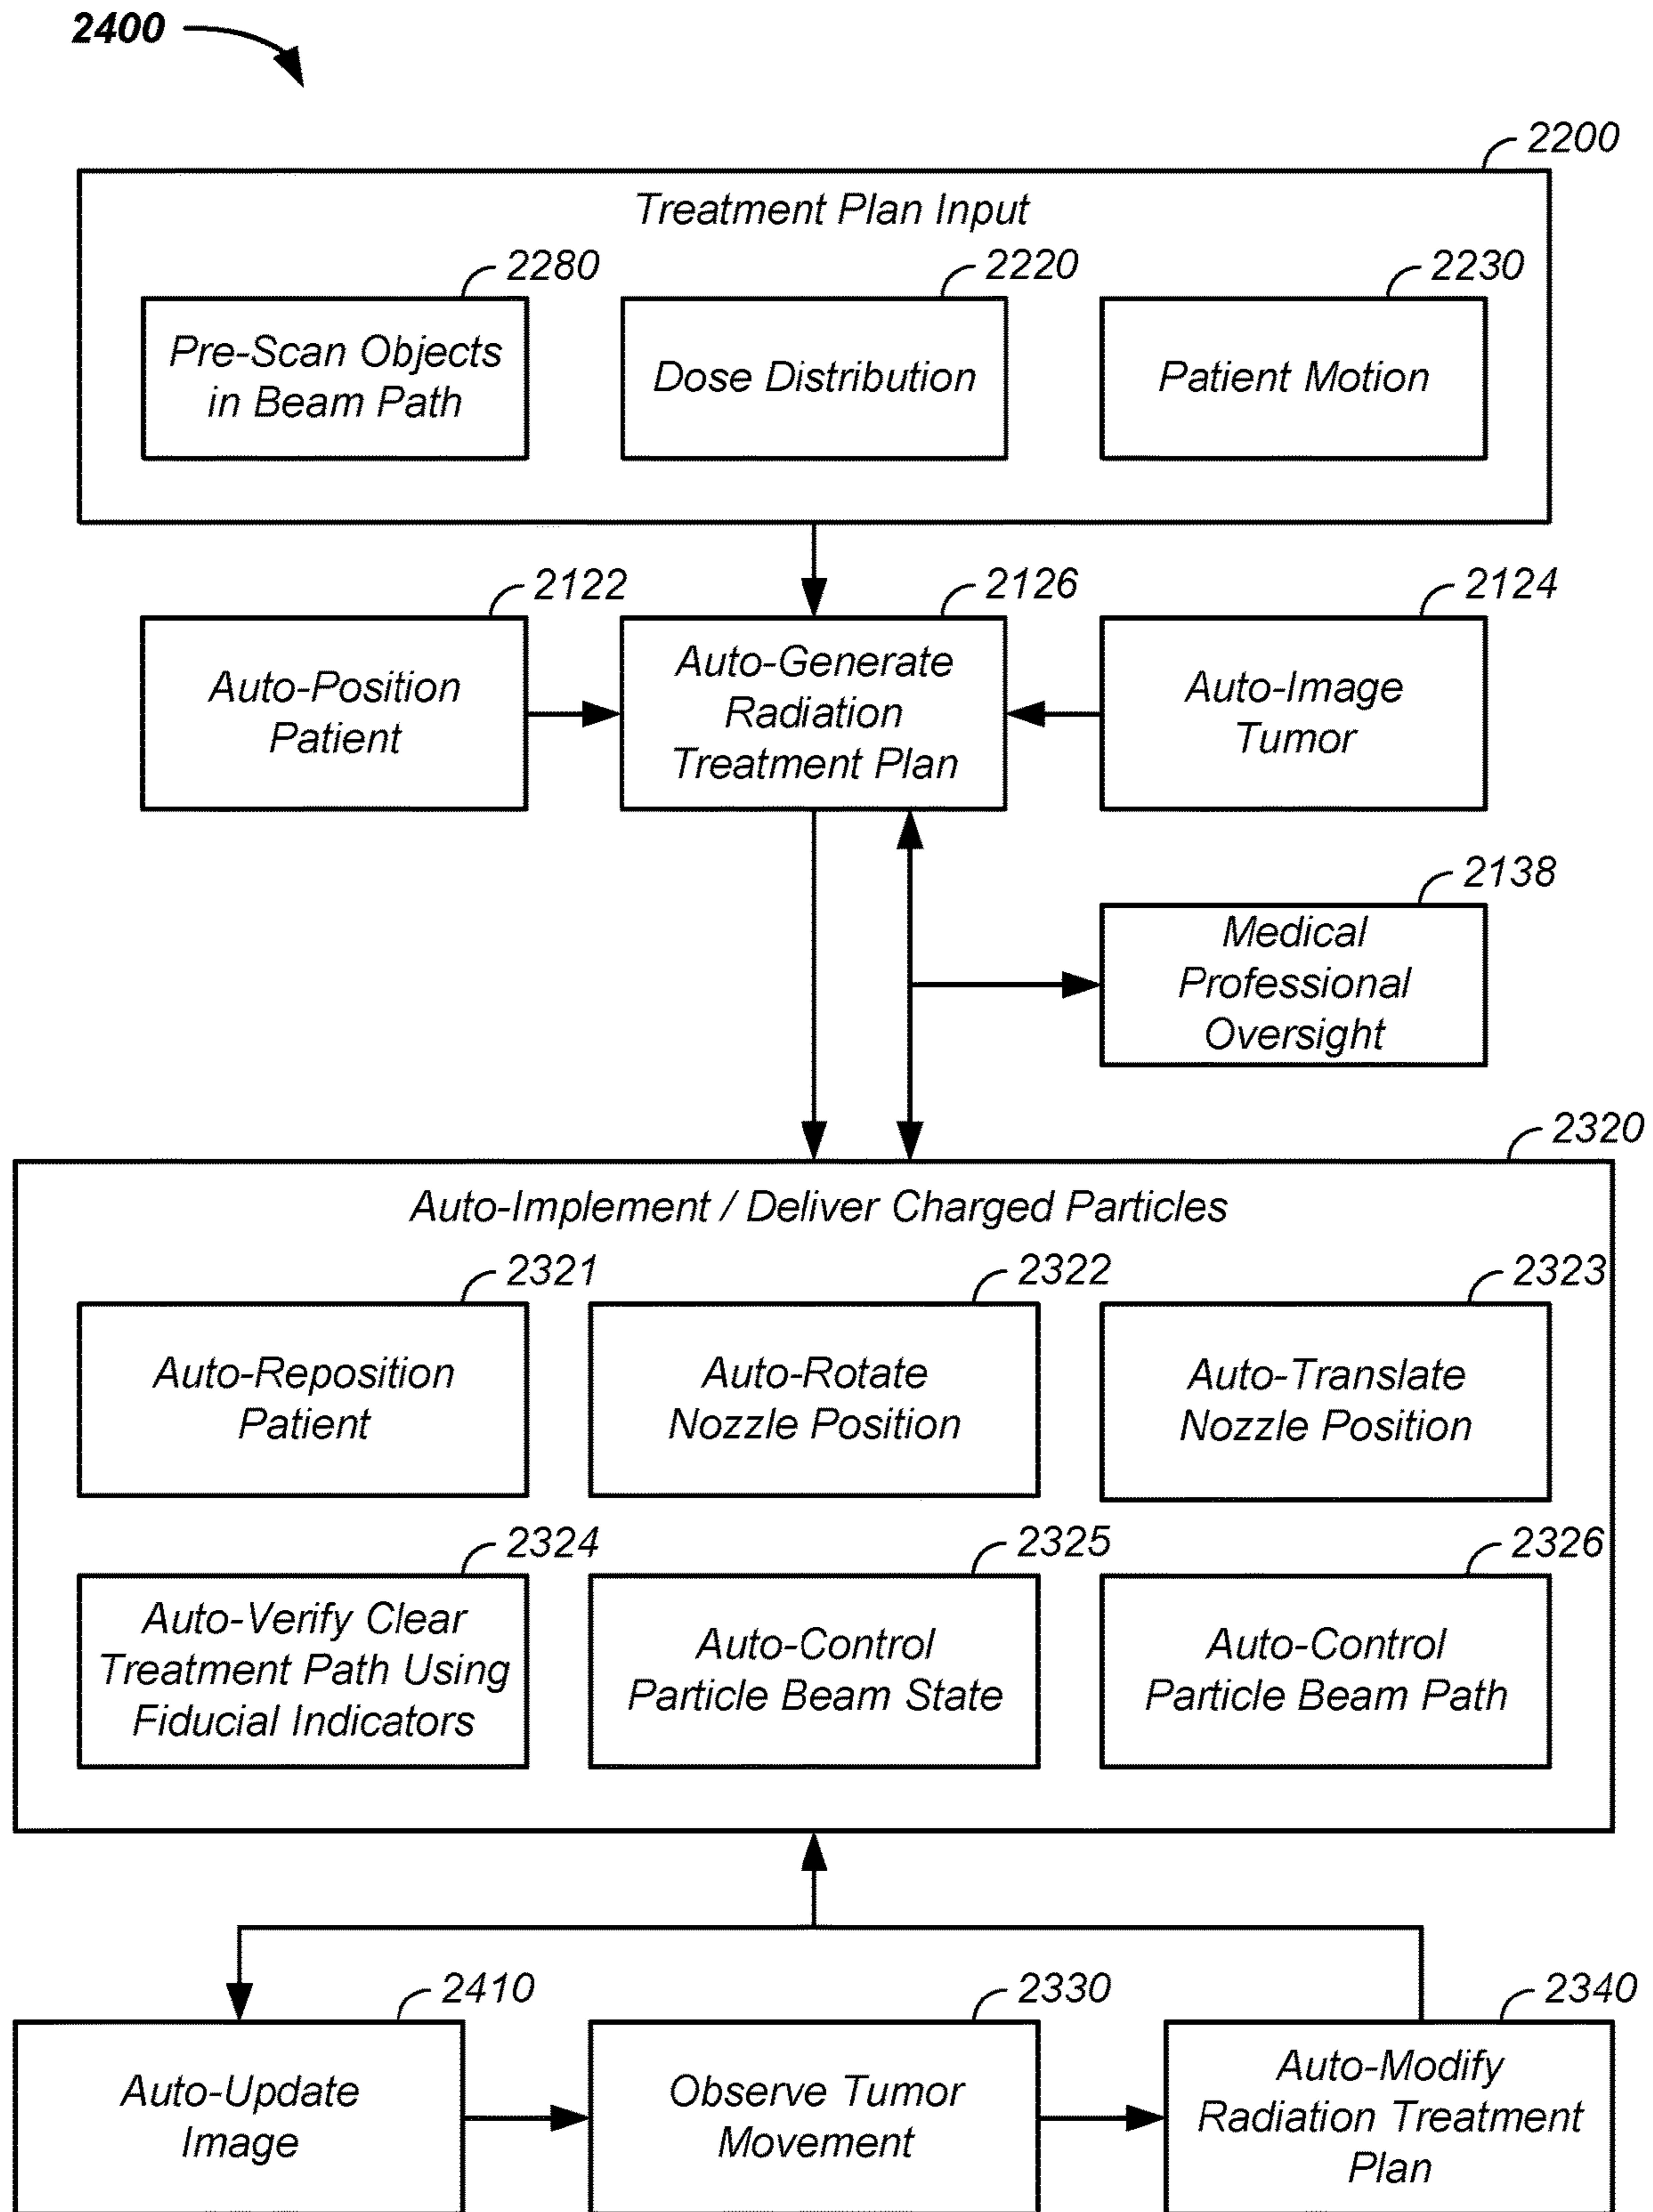 2400
2200
Treatment Plan Input
2280
2220
2230
Pre-Scan Objects
in Beam Path
Dose Distribution
Patient Motion
2122
2126
2124
Auto-Position
Patient
Auto-Generate
Radiation
Treatment Plan
Auto-Image
Tumor
2138
Medical
Professional
Oversight
2320
Auto-Implement / Deliver Charged Particles
2321
2322
2323
Auto-Reposition
Patient
Auto-Rotate
Nozzle Position
Auto-Translate
Nozzle Position
2324
2325
2326
Auto-Verify Clear
Treatment Path Using
Fiducial Indicators
Auto-Control
Particle Beam State
Auto-Control
Particle Beam Path
2410
2330
2340
Auto-Update
Image
Observe Tumor
Movement
Auto-Modify
Radiation Treatment
Plan